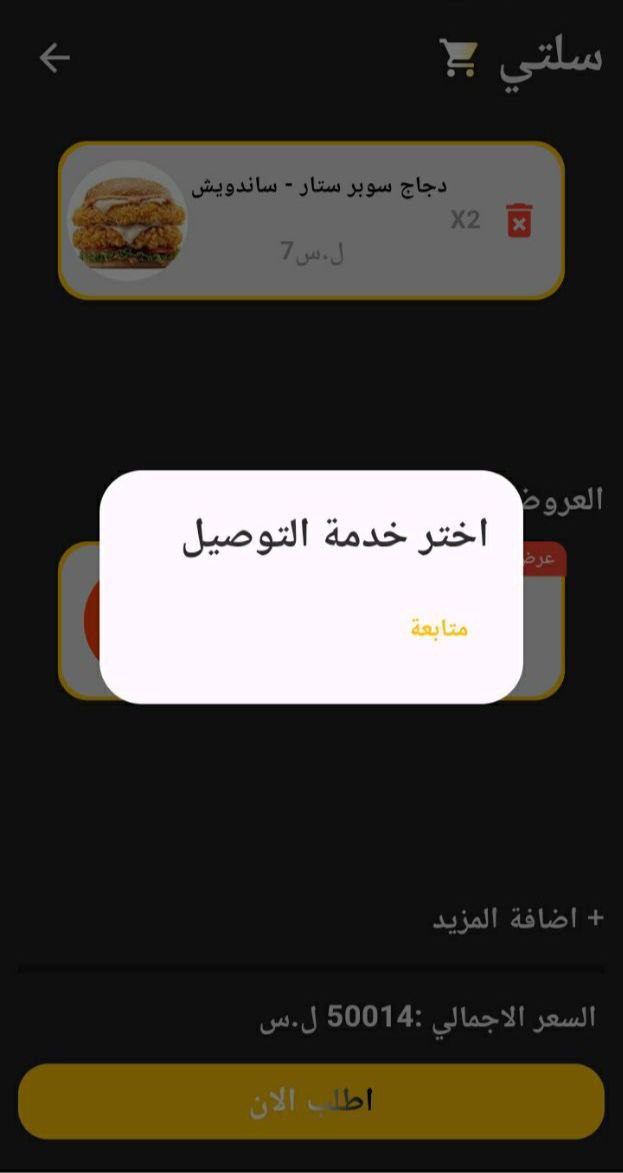 سلتي
دجاج سوبر ستار - ساندويش
X2
ل.س7
العروض
عرض
اختر خدمة التوصيل
متابعة
+ اضافة المزيد
السعر الاجمالي :50014 ل.س
اطلب الان